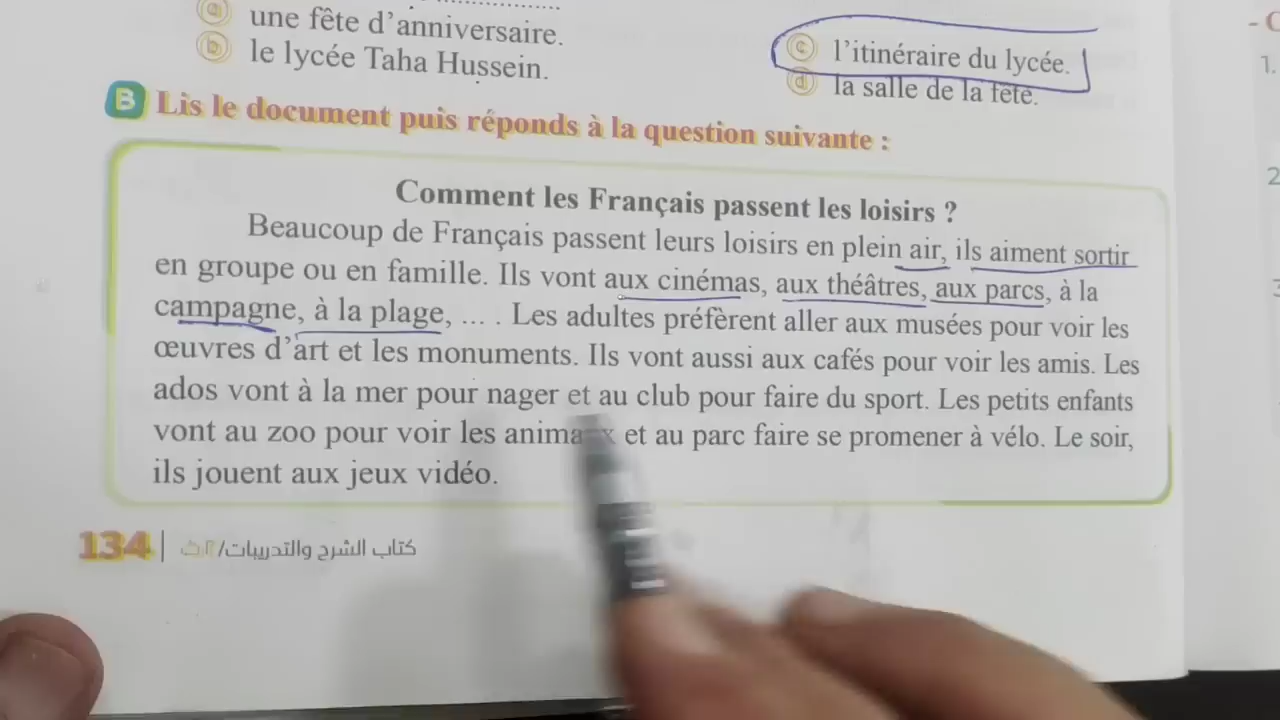 ⓐ une fête d'anniversaire.
ⓑ le lycée Taha Hussein.
ⓒ l'itinéraire du lycée.
ⓓ la salle de la fête.
B Lis le document puis réponds à la question suivante :
Comment les Français passent les loisirs ?
Beaucoup de Français passent leurs loisirs en plein air, ils aiment sortir
en groupe ou en famille. Ils vont aux cinémas, aux théâtres, aux parcs, à la
campagne, à la plage, ... . Les adultes préfèrent aller aux musées pour voir les
œuvres d'art et les monuments. Ils vont aussi aux cafés pour voir les amis. Les
ados vont à la mer pour nager et au club pour faire du sport. Les petits enfants
vont au zoo pour voir les animaux et au parc faire se promener à vélo. Le soir,
ils jouent aux jeux vidéo.
134 | كتاب الشرح والتدريبات/٢ث
1.
2